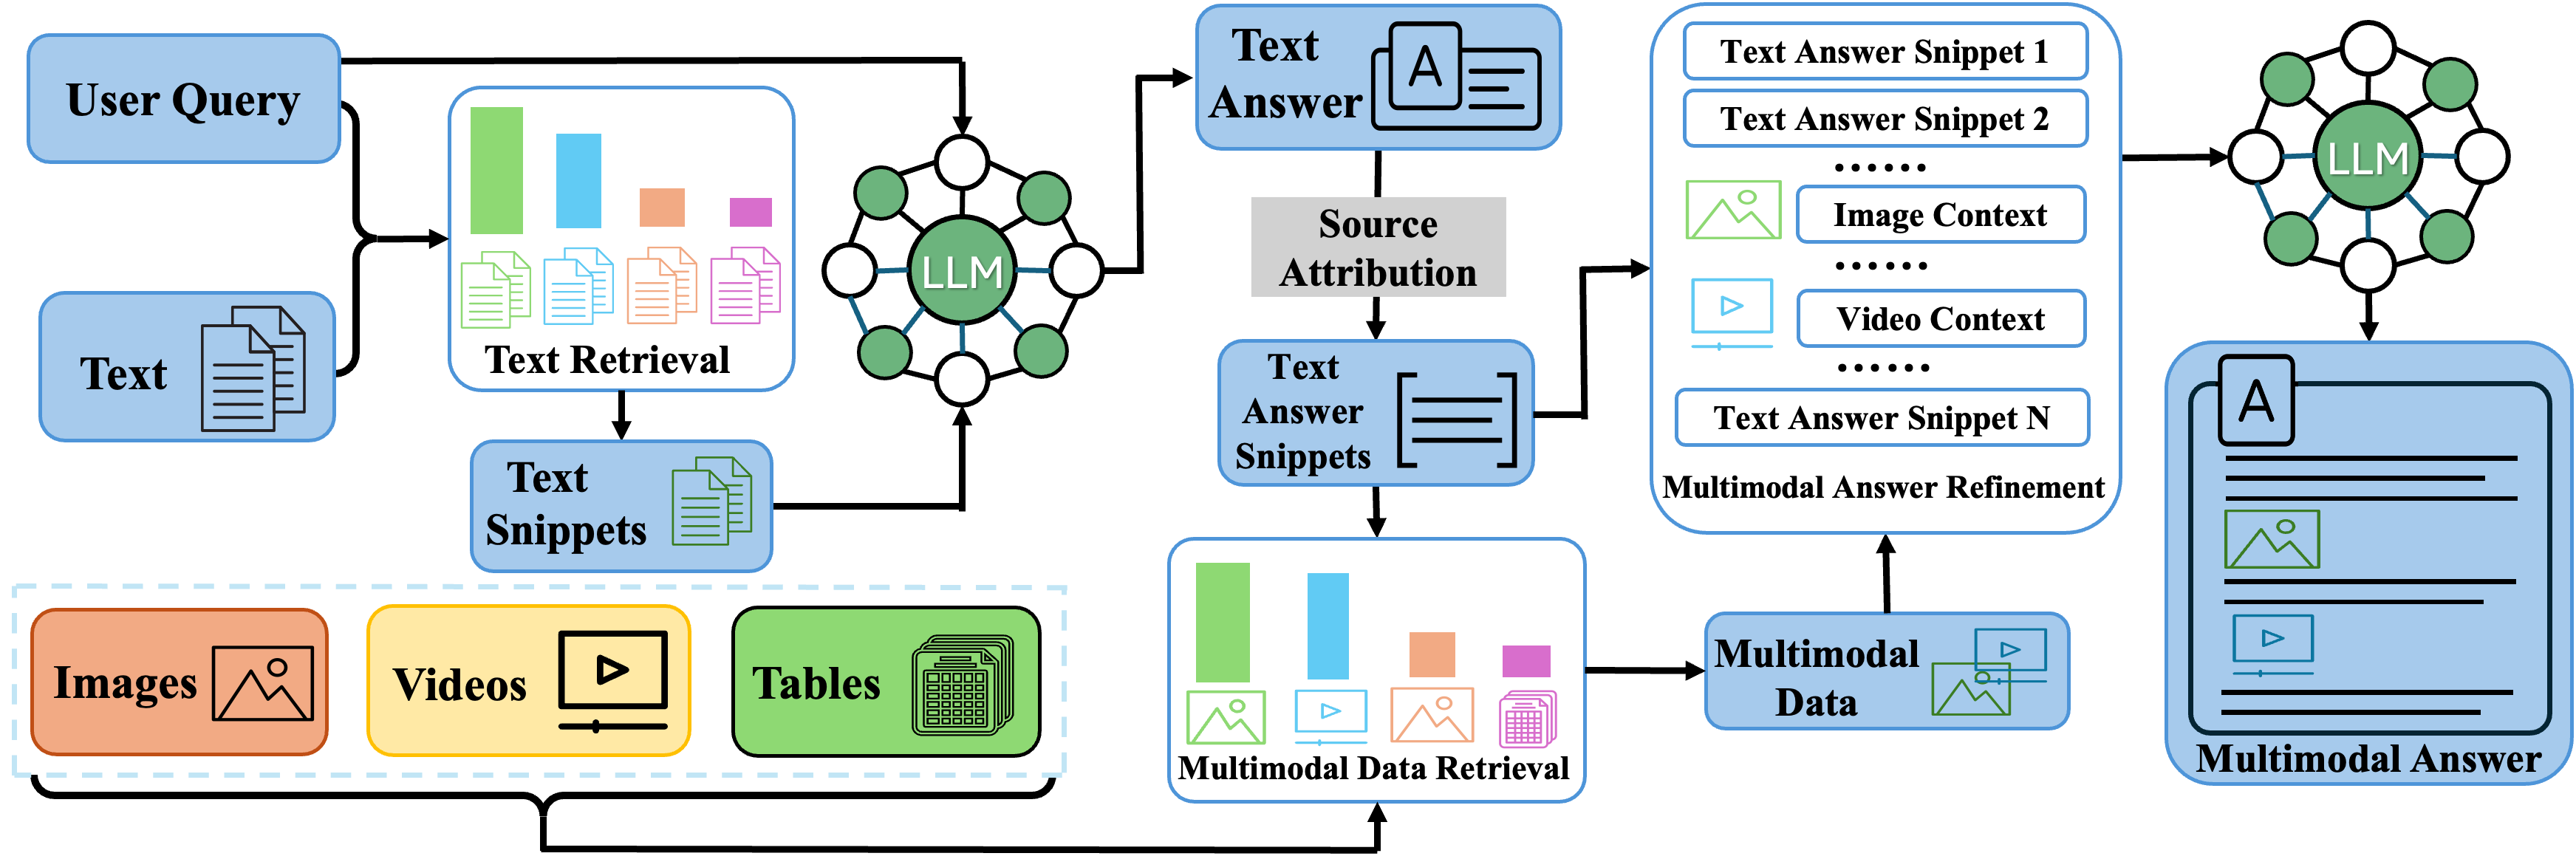 User Query
Text
Text Retrieval
Text
Snippets
LLM
Images
Videos
Tables
Text
Answer
A
Source
Attribution
Text
Answer
Snippets
Multimodal Data Retrieval
Multimodal
Data
Text Answer Snippet 1
Text Answer Snippet 2
......
Image Context
......
Video Context
......
Text Answer Snippet N
Multimodal Answer Refinement
LLM
A
Multimodal Answer